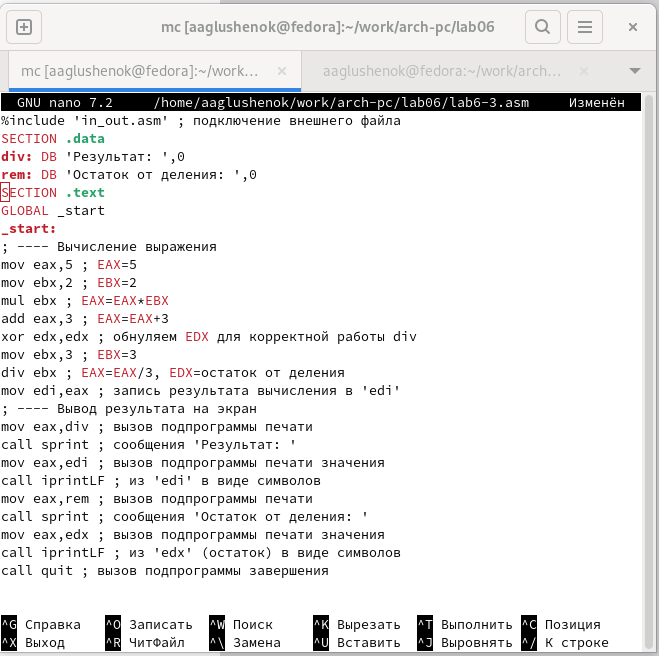 mc [aaglushenok@fedora]:~/work/arch-pc/lab06
mc [aaglushenok@fedora]:~/work... aaglushenok@fedora:~/work/arch...
GNU nano 7.2 /home/aaglushenok/work/arch-pc/lab06/lab6-3.asm Изменён
%include 'in_out.asm' ; подключение внешнего файла
SECTION .data
div: DB 'Результат: ',0
rem: DB 'Остаток от деления: ',0
SECTION .text
GLOBAL _start
_start:
; ---- Вычисление выражения
mov eax,5 ; EAX=5
mov ebx,2 ; EBX=2
mul ebx ; EAX=EAX*EBX
add eax,3 ; EAX=EAX+3
xor edx,edx ; обнуляем EDX для корректной работы div
mov ebx,3 ; EBX=3
div ebx ; EAX=EAX/3, EDX=остаток от деления
mov edi,eax ; запись результата вычисления в 'edi'
; ---- Вывод результата на экран
mov eax,div ; вызов подпрограммы печати
call sprint ; сообщения 'Результат: '
mov eax,edi ; вызов подпрограммы печати значения
call iprintLF ; из 'edi' в виде символов
mov eax,rem ; вызов подпрограммы печати
call sprint ; сообщения 'Остаток от деления: '
mov eax,edx ; вызов подпрограммы печати значения
call iprintLF ; из 'edx' (остаток) в виде символов
call quit ; вызов подпрограммы завершения
^G Справка ^O Записать ^W Поиск ^K Вырезать ^T Выполнить ^C Позиция
^X Выход ^R ЧитФайл ^\ Замена ^U Вставить ^J Выровнять ^/ К строке